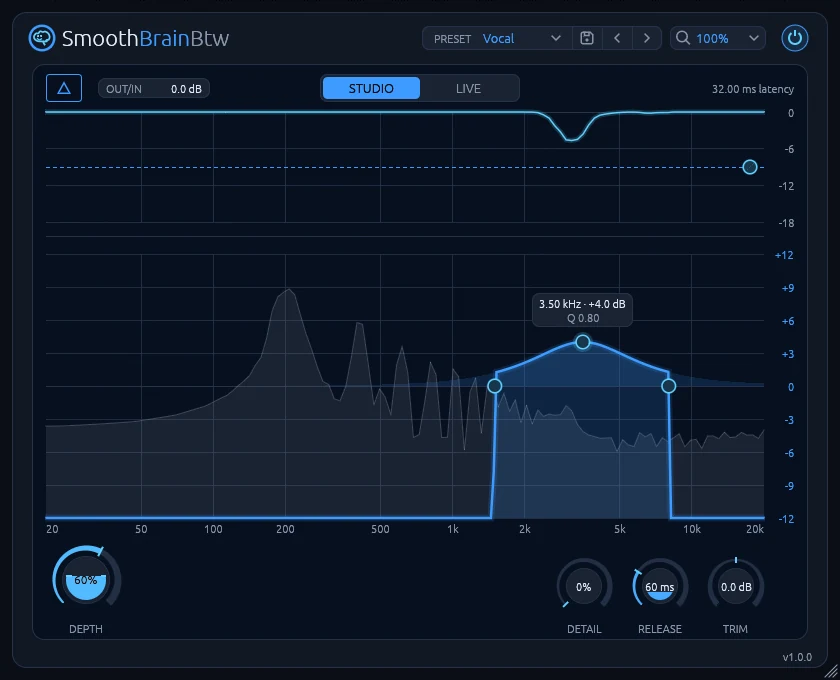 SmoothBrainBtw
PRESET Vocal
100%
OUT/IN 0.0 dB
STUDIO LIVE
32.00 ms latency
0
-6
-12
-18
+12
+9
+6
+3
0
-3
-6
-9
-12
3.50 kHz · +4.0 dB
Q 0.80
20 50 100 200 500 1k 2k 5k 10k 20k
60% 0% 60 ms 0.0 dB
DEPTH DETAIL RELEASE TRIM
v1.0.0